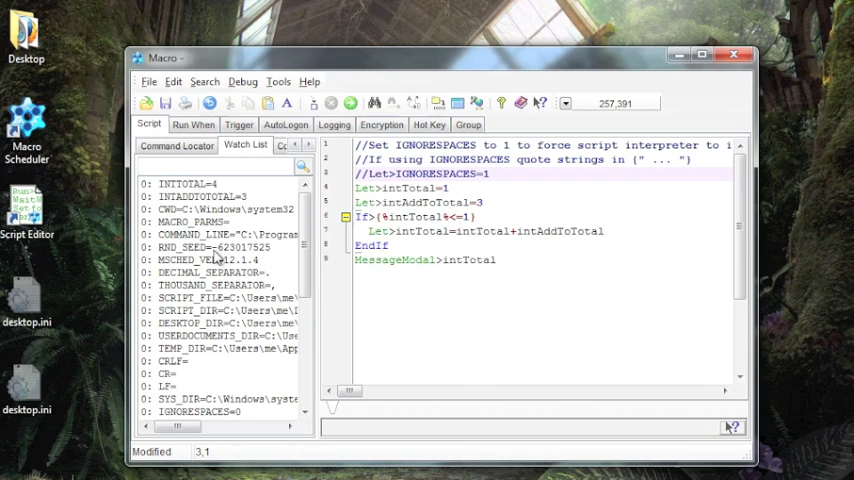 Desktop
Macro
Scheduler
Script Editor
desktop.ini
desktop.ini
Macro -
File Edit Search Debug Tools Help
257,391
Script Run When Trigger AutoLogon Logging Encryption Hot Key Group
Command Locator Watch List
0: INTTOTAL=4
0: INTADDTOTOTAL=3
0: CWD=C:\Windows\system32
0: MACRO_PARMS=
0: COMMAND_LINE="C:\Program
0: RND_SEED=-623017525
0: MSCHED_VER=12.1.4
0: DECIMAL_SEPARATOR=.
0: THOUSAND_SEPARATOR=,
0: SCRIPT_FILE=C:\Users\me\
0: SCRIPT_DIR=C:\Users\me\
0: DESKTOP_DIR=C:\Users\me\
0: USERDOCUMENTS_DIR=C:\Use
0: TEMP_DIR=C:\Users\me\App
0: CRLF=
0: CR=
0: LF=
0: SYS_DIR=C:\Windows\syste
0: IGNORESPACES=0
1 //Set IGNORESPACES to 1 to force script interpreter to i
2 //If using IGNORESPACES quote strings in {" ... "}
3 //Let>IGNORESPACES=1
4 Let>intTotal=1
5 Let>intAddToTotal=3
6 If>{%intTotal%<=1}
7 Let>intTotal=intTotal+intAddToTotal
8 EndIf
9 MessageModal>intTotal
Modified 3,1